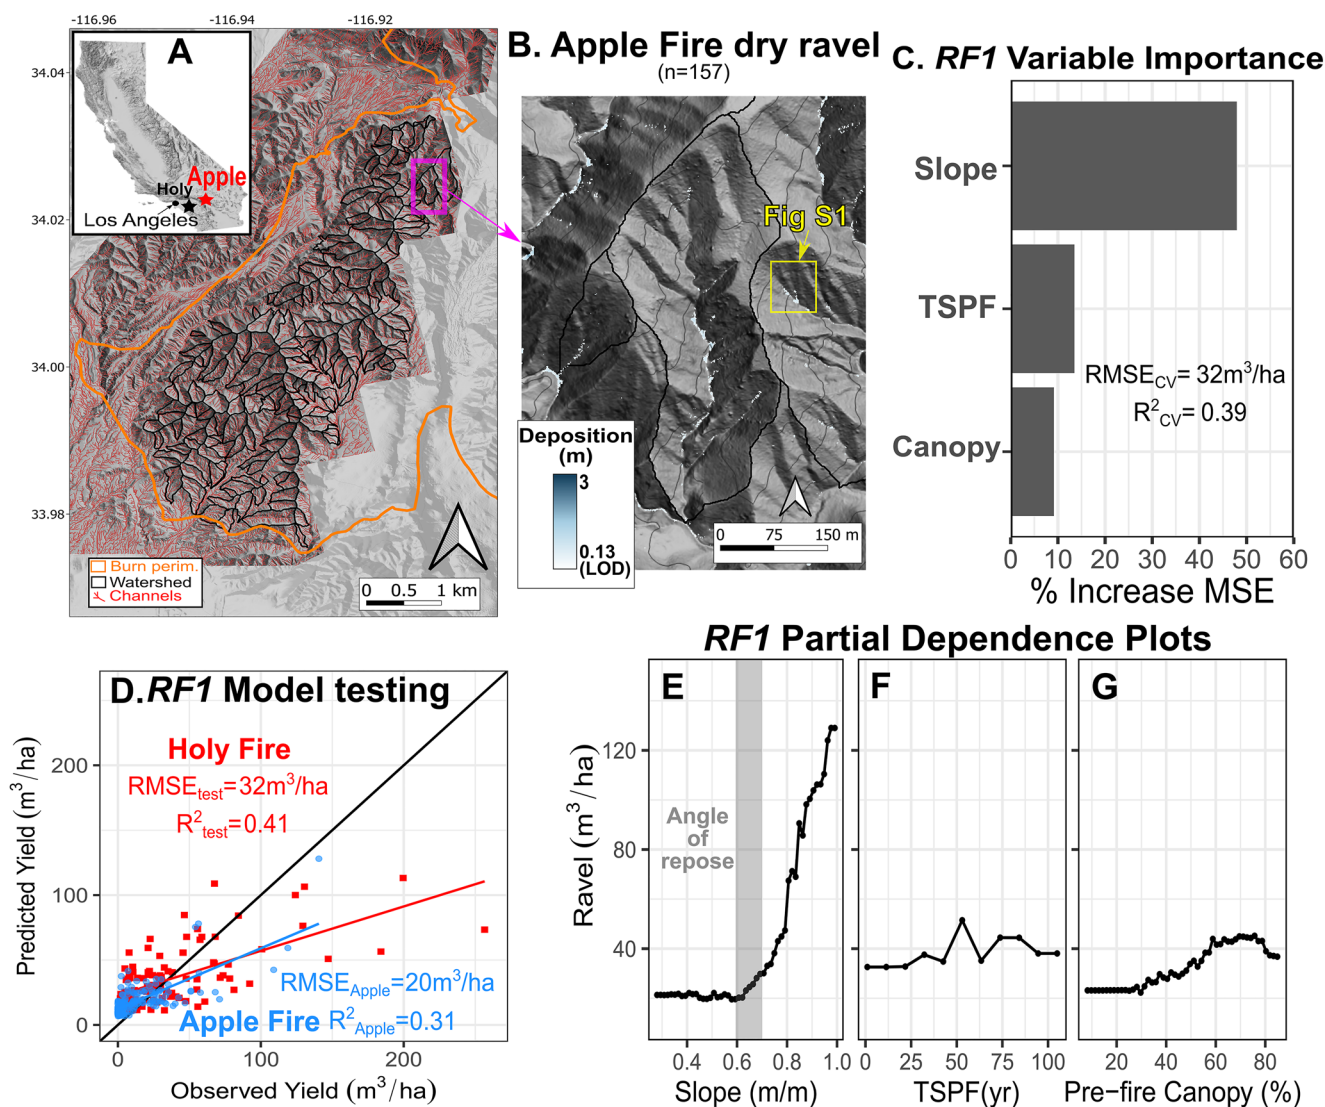 -116.96
-116.94
-116.92
34.04
34.02
34.00
33.98
A
Apple
Holy
Los Angeles
Burn perim.
Watershed
Channels
0 0.5 1 km
B. Apple Fire dry ravel
(n=157)
Fig S1
Deposition
(m)
3
0.13
(LOD)
0 75 150 m
C. RF1 Variable Importance
Slope
TSPF
Canopy
RMSECV= 32m³/ha
R²CV= 0.39
0 10 20 30 40 50 60
% Increase MSE
D. RF1 Model testing
Holy Fire
RMSEtest=32m³/ha
R²test=0.41
RMSEApple=20m³/ha
Apple Fire R²Apple=0.31
Predicted Yield (m³/ha)
200
100
0
0 100 200
Observed Yield (m³/ha)
RF1 Partial Dependence Plots
E
F
G
Angle
of
repose
Ravel (m³/ha)
120
80
40
0.4 0.6 0.8 1.0
Slope (m/m)
0 25 50 75 100
TSPF(yr)
20 40 60 80
Pre-fire Canopy (%)